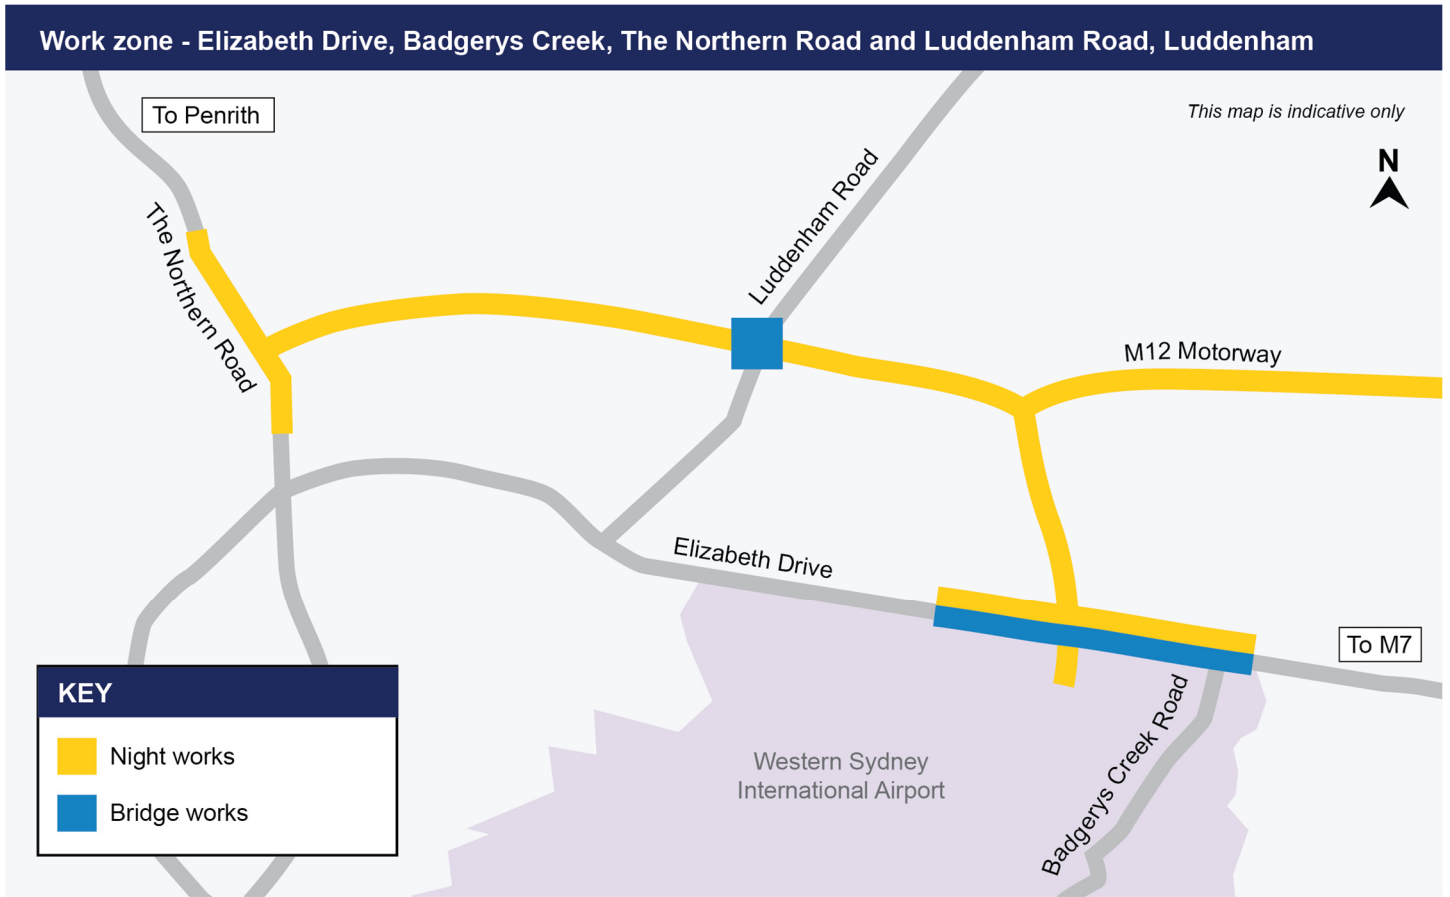 Work zone - Elizabeth Drive, Badgerys Creek, The Northern Road and Luddenham Road, Luddenham
To Penrith
This map is indicative only
N
Luddenham Road
The Northern Road
M12 Motorway
Elizabeth Drive
To M7
KEY
Night works
Bridge works
Western Sydney
International Airport
Badgerys Creek Road